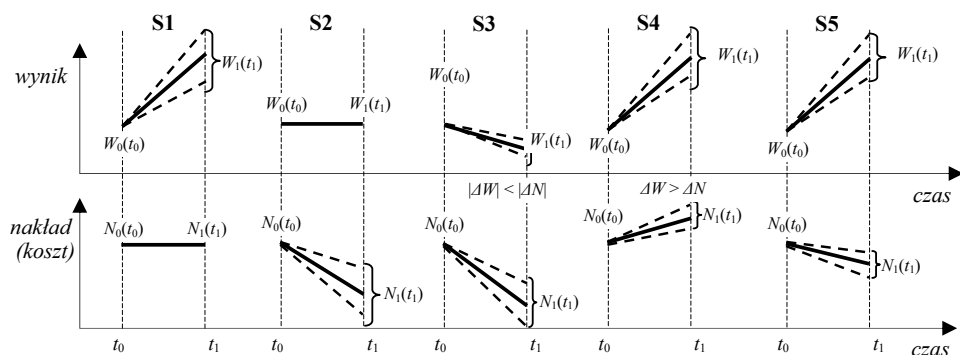 S1 S2 S3 S4 S5
wynik
W₁(t₁) W₀(t₀) W₁(t₁) W₁(t₁)
W₀(t₀) W₁(t₁)
W₀(t₀) W₁(t₁) W₀(t₀) W₀(t₀)
|ΔW| < |ΔN| ΔW > ΔN czas
nakład
(koszt)
N₀(t₀) N₁(t₁) N₀(t₀) N₀(t₀) N₀(t₀) N₁(t₁) N₀(t₀)
N₁(t₁) N₁(t₁) N₁(t₁)
t₀ t₁ t₀ t₁ t₀ t₁ t₀ t₁ t₀ t₁ czas